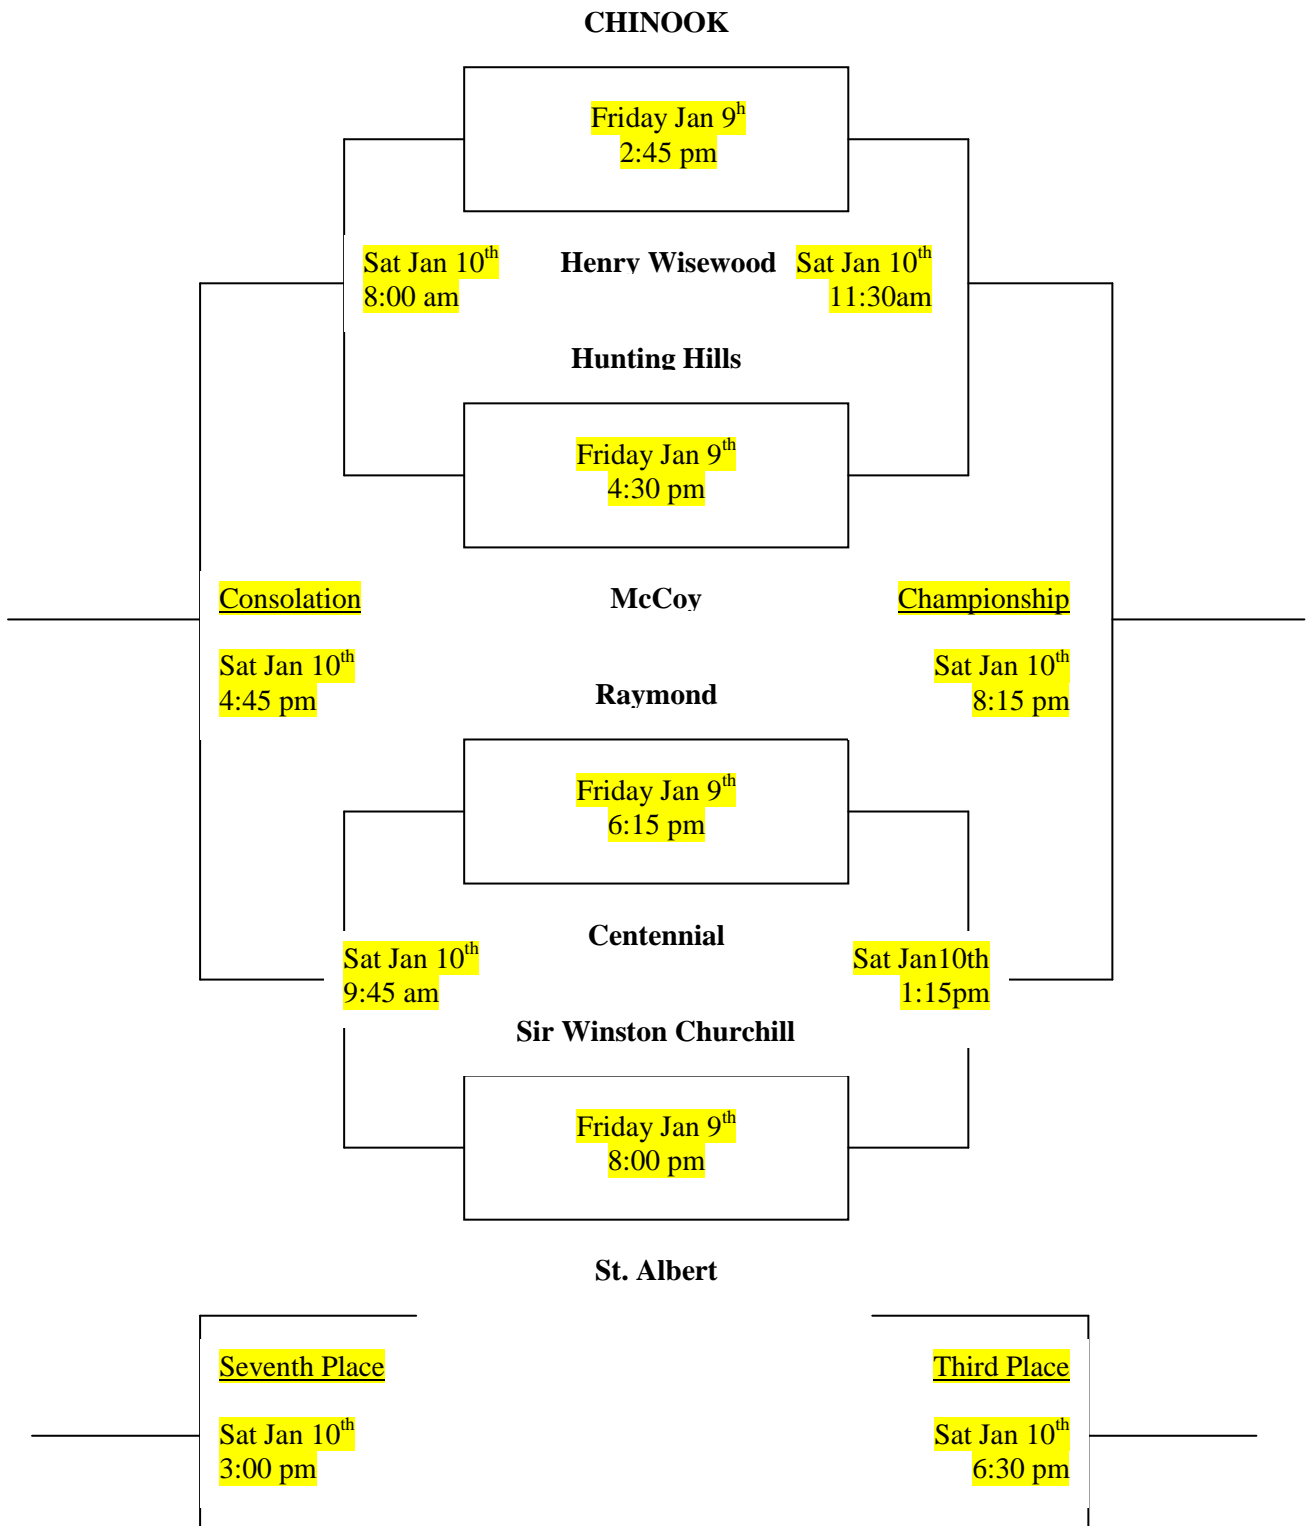 CHINOOK
Friday Jan 9h
2:45 pm
Sat Jan 10th
8:00 am
Henry Wisewood
Sat Jan 10th
11:30am
Hunting Hills
Friday Jan 9th
4:30 pm
Consolation
McCoy
Championship
Sat Jan 10th
4:45 pm
Sat Jan 10th
8:15 pm
Raymond
Friday Jan 9th
6:15 pm
Centennial
Sat Jan 10th
9:45 am
Sat Jan10th
1:15pm
Sir Winston Churchill
Friday Jan 9th
8:00 pm
St. Albert
Seventh Place
Third Place
Sat Jan 10th
3:00 pm
Sat Jan 10th
6:30 pm